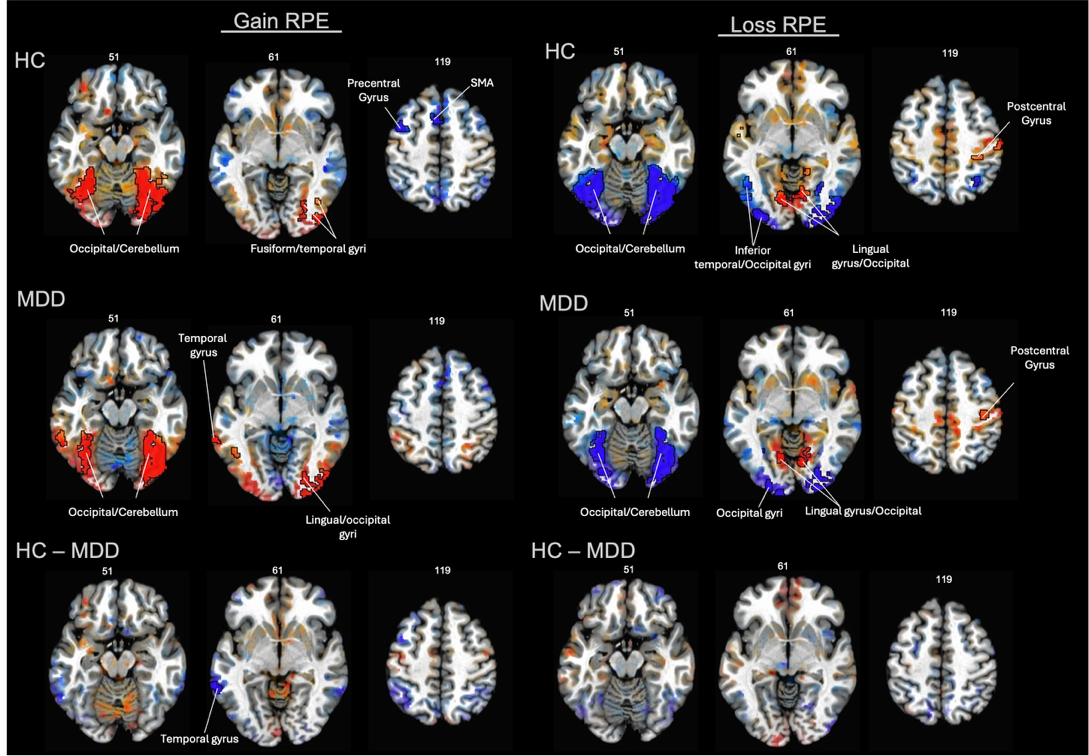 Gain RPE
Loss RPE
HC
51
61
119
Precentral
Gyrus
SMA
Occipital/Cerebellum
Fusiform/temporal gyri
HC
51
61
119
Postcentral
Gyrus
Occipital/Cerebellum
Inferior
temporal/Occipital gyri
Lingual
gyrus/Occipital
MDD
51
61
119
Temporal
gyrus
Occipital/Cerebellum
Lingual/occipital
gyri
MDD
51
61
119
Postcentral
Gyrus
Occipital/Cerebellum
Occipital gyri
Lingual gyrus/Occipital
HC – MDD
51
61
119
Temporal gyrus
HC – MDD
51
61
119